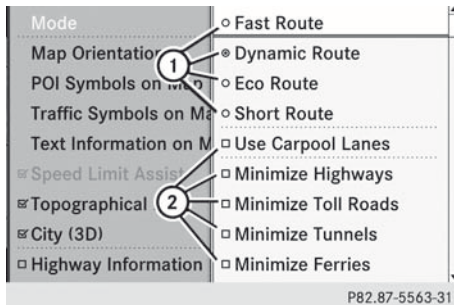 Mode
Map Orientation
POI Symbols on Map
Traffic Symbols on Ma
Text Information on M
Speed Limit Assist
Topographical
City (3D)
Highway Information
1
2
Fast Route
Dynamic Route
Eco Route
Short Route
Use Carpool Lanes
Minimize Highways
Minimize Toll Roads
Minimize Tunnels
Minimize Ferries
P82.87-5563-31